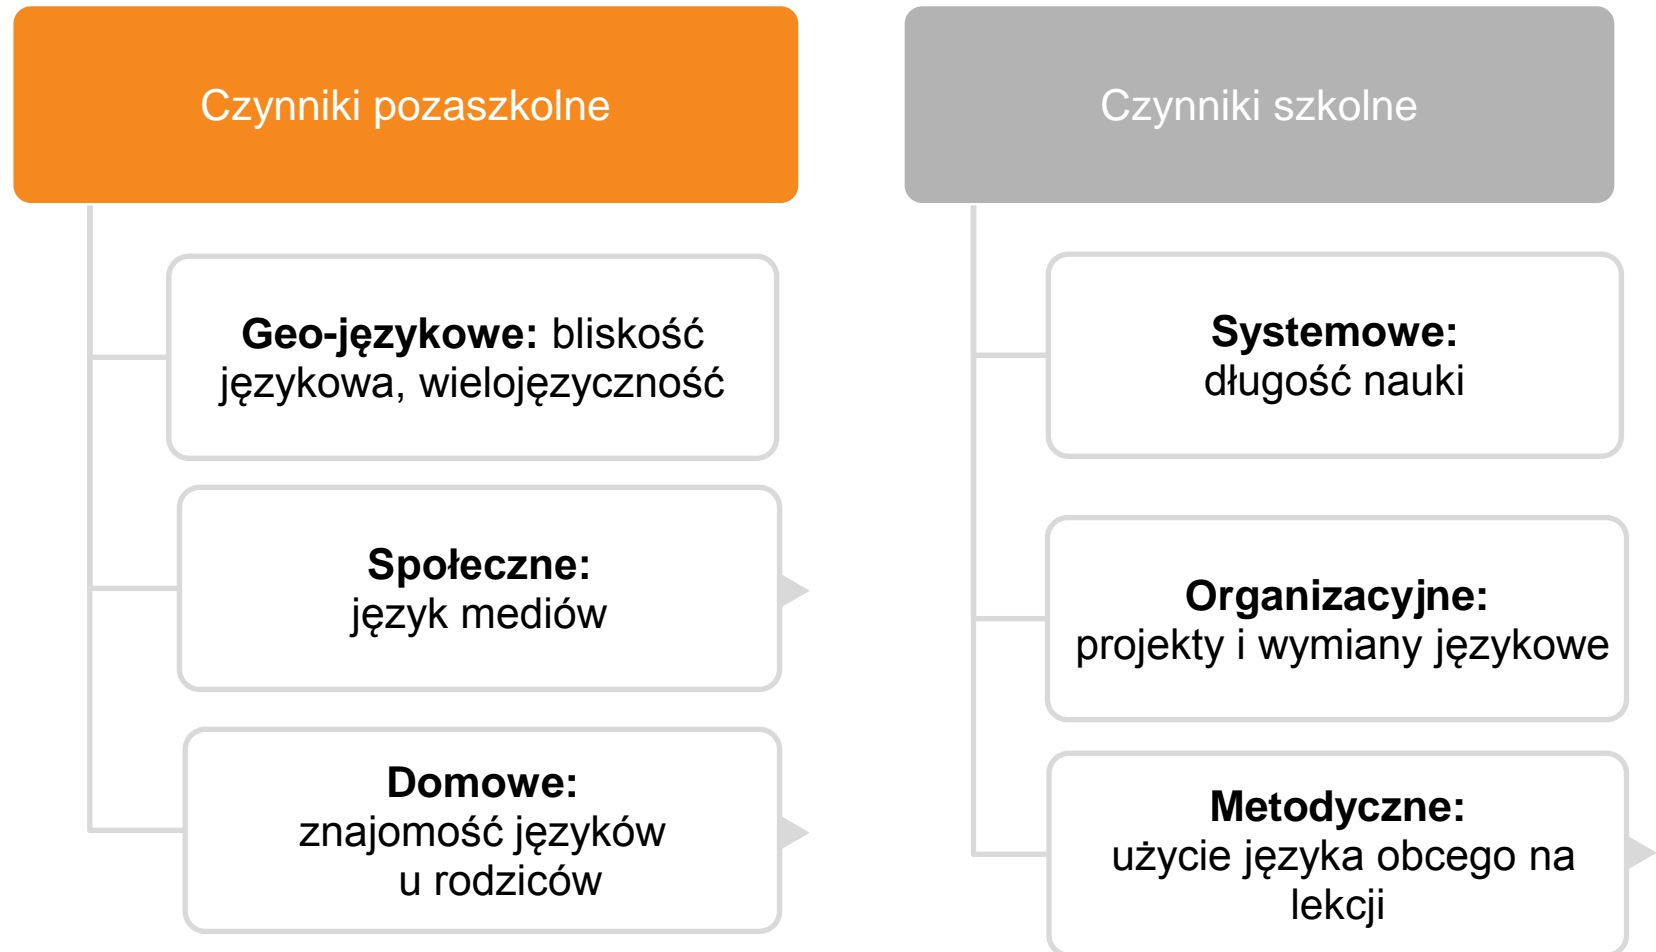 Czynniki pozaszkolne
Geo-językowe: bliskość
językowa, wielojęzyczność
Społeczne:
język mediów
Domowe:
znajomość języków
u rodziców
Czynniki szkolne
Systemowe:
długość nauki
Organizacyjne:
projekty i wymiany językowe
Metodyczne:
użycie języka obcego na
lekcji